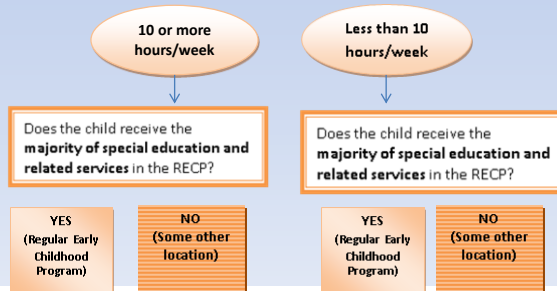 10 or more
hours/week
Less than 10
hours/week
Does the child receive the
majority of special education and
related services in the RECP?
Does the child receive the
majority of special education and
related services in the RECP?
YES
(Regular Early
Childhood
Program)
NO
(Some other
location)
YES
(Regular Early
Childhood
Program)
NO
(Some other
location)